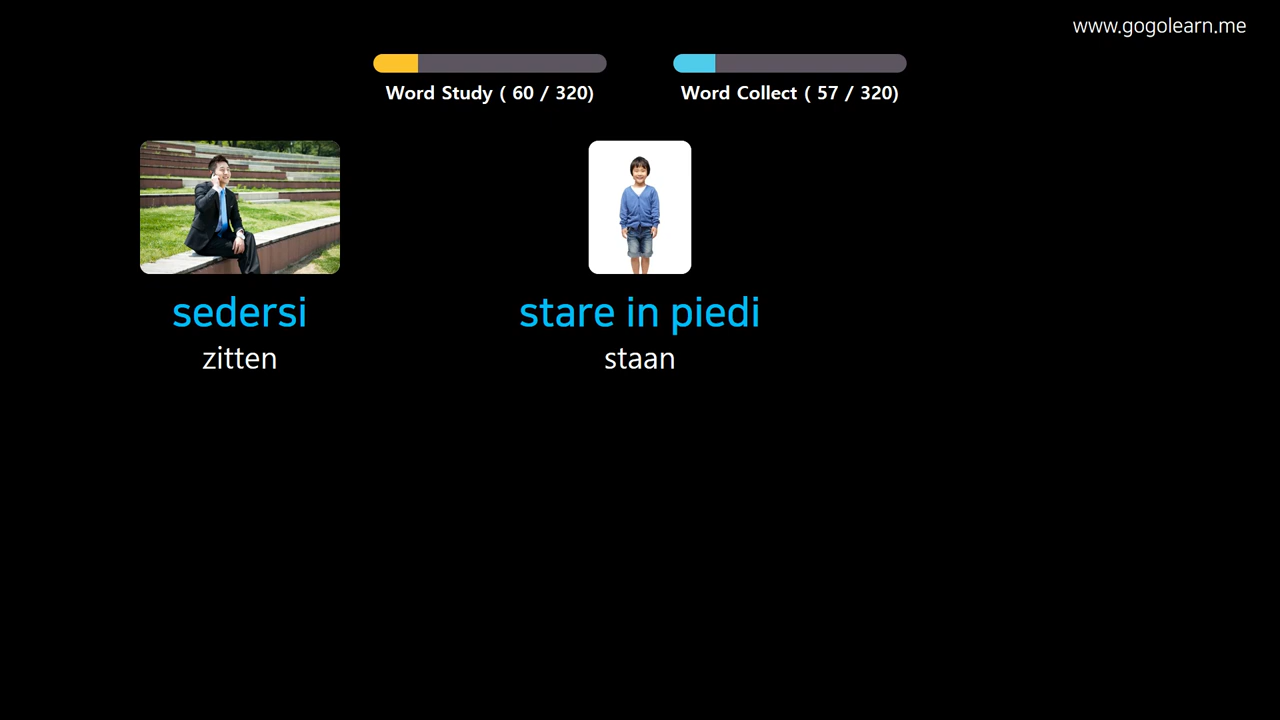 www.gogolearn.me
Word Study ( 60 / 320)
Word Collect ( 57 / 320)
sedersi
stare in piedi
zitten
staan